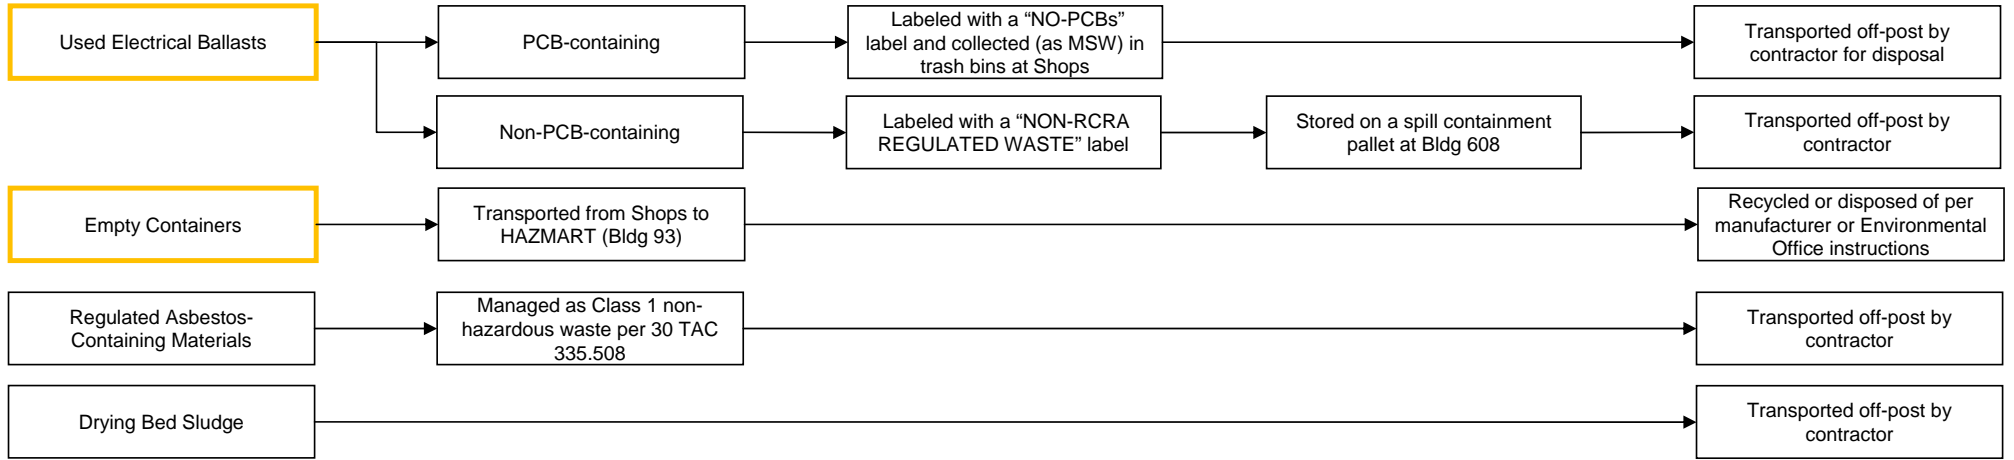 Used Electrical Ballasts
PCB-containing
Labeled with a “NO-PCBs”
label and collected (as MSW) in
trash bins at Shops
Transported off-post by
contractor for disposal
Non-PCB-containing
Labeled with a “NON-RCRA
REGULATED WASTE” label
Stored on a spill containment
pallet at Bldg 608
Transported off-post by
contractor
Empty Containers
Transported from Shops to
HAZMART (Bldg 93)
Recycled or disposed of per
manufacturer or Environmental
Office instructions
Regulated Asbestos-
Containing Materials
Managed as Class 1 non-
hazardous waste per 30 TAC
335.508
Transported off-post by
contractor
Drying Bed Sludge
Transported off-post by
contractor